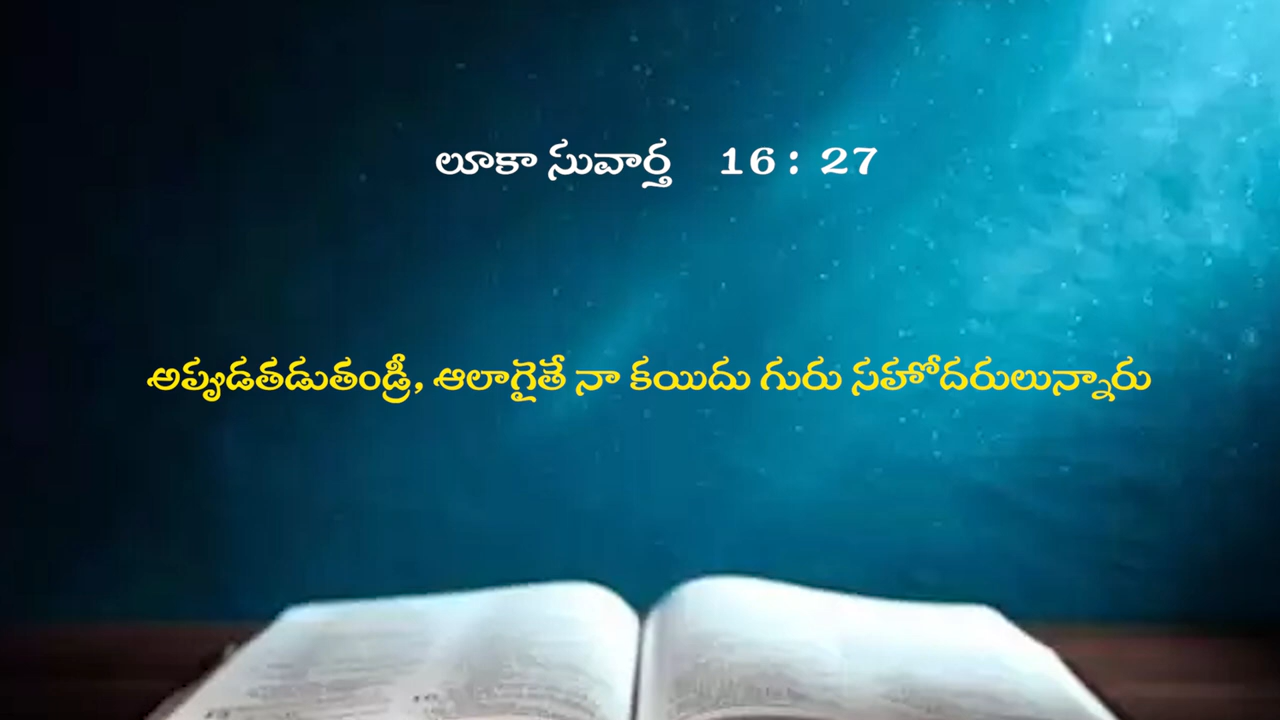 లూకా సువార్త 16 : 27
అప్పుడతడుతండ్రీ, ఆలాగైతే నా కయిదు గురు సహోదరులున్నారు